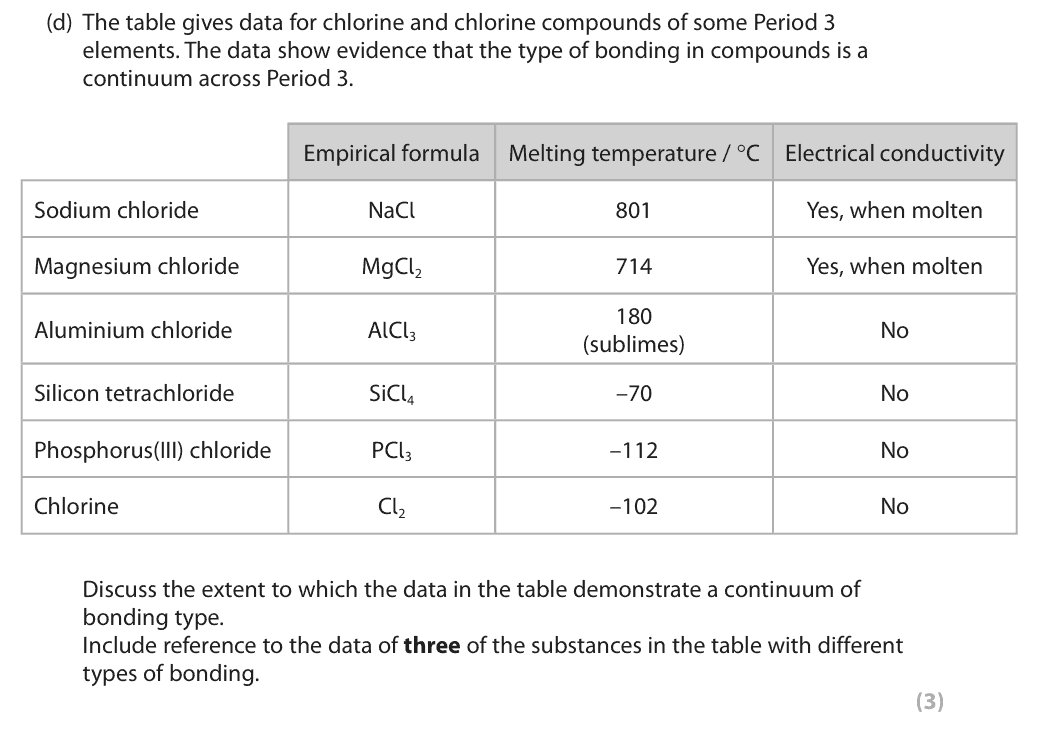 (d) The table gives data for chlorine and chlorine compounds of some Period 3
elements. The data show evidence that the type of bonding in compounds is a
continuum across Period 3.
Empirical formula Melting temperature / °C Electrical conductivity
Sodium chloride NaCl 801 Yes, when molten
Magnesium chloride MgCl₂ 714 Yes, when molten
Aluminium chloride AlCl₃ 180 (sublimes) No
Silicon tetrachloride SiCl₄ –70 No
Phosphorus(III) chloride PCl₃ –112 No
Chlorine Cl₂ –102 No
Discuss the extent to which the data in the table demonstrate a continuum of
bonding type.
Include reference to the data of three of the substances in the table with different
types of bonding.
(3)